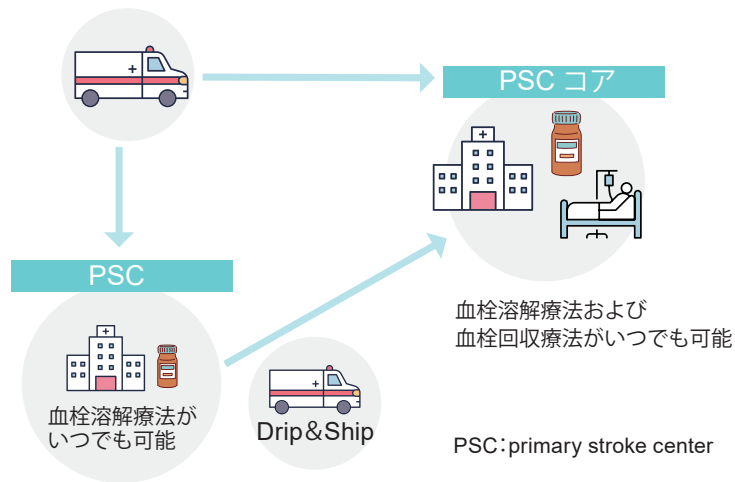 PSC コア
PSC
血栓溶解療法が
いつでも可能
Drip&Ship
血栓溶解療法および
血栓回収療法がいつでも可能
PSC：primary stroke center